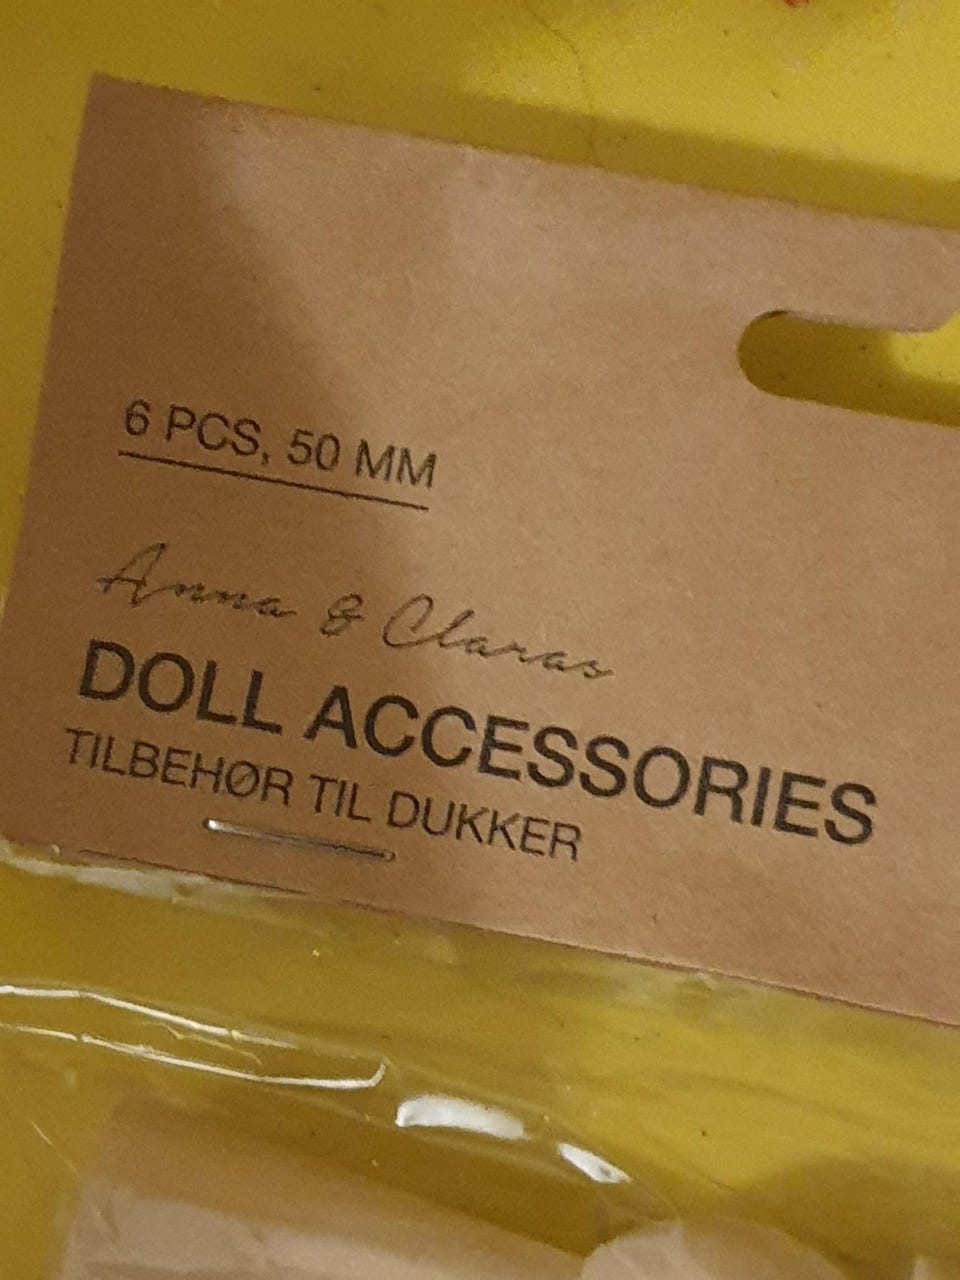 6 PCS, 50 MM
Anna & Claras
DOLL ACCESSORIES
TILBEHØR TIL DUKKER